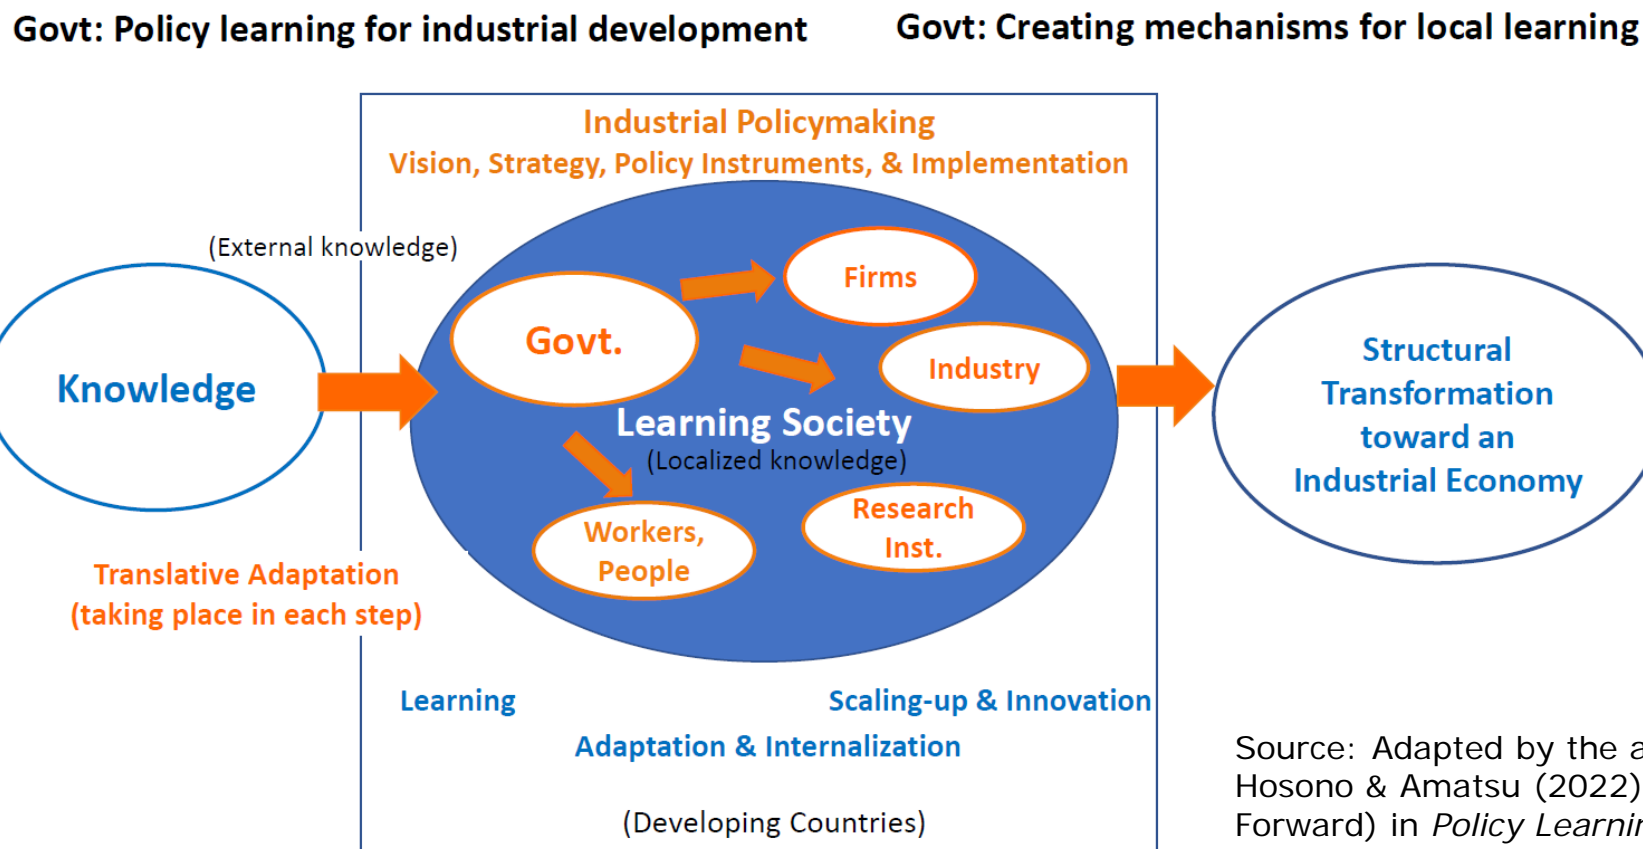 Govt: Policy learning for industrial development
Govt: Creating mechanisms for local learning
Industrial Policymaking
Vision, Strategy, Policy Instruments, & Implementation
(External knowledge)
Knowledge
Govt.
Firms
Industry
Learning Society
(Localized knowledge)
Workers,
People
Research
Inst.
Structural
Transformation
toward an
Industrial Economy
Translative Adaptation
(taking place in each step)
Learning
Scaling-up & Innovation
Adaptation & Internalization
(Developing Countries)
Source: Adapted by the
Hosono & Amatsu (2022)
Forward) in Policy